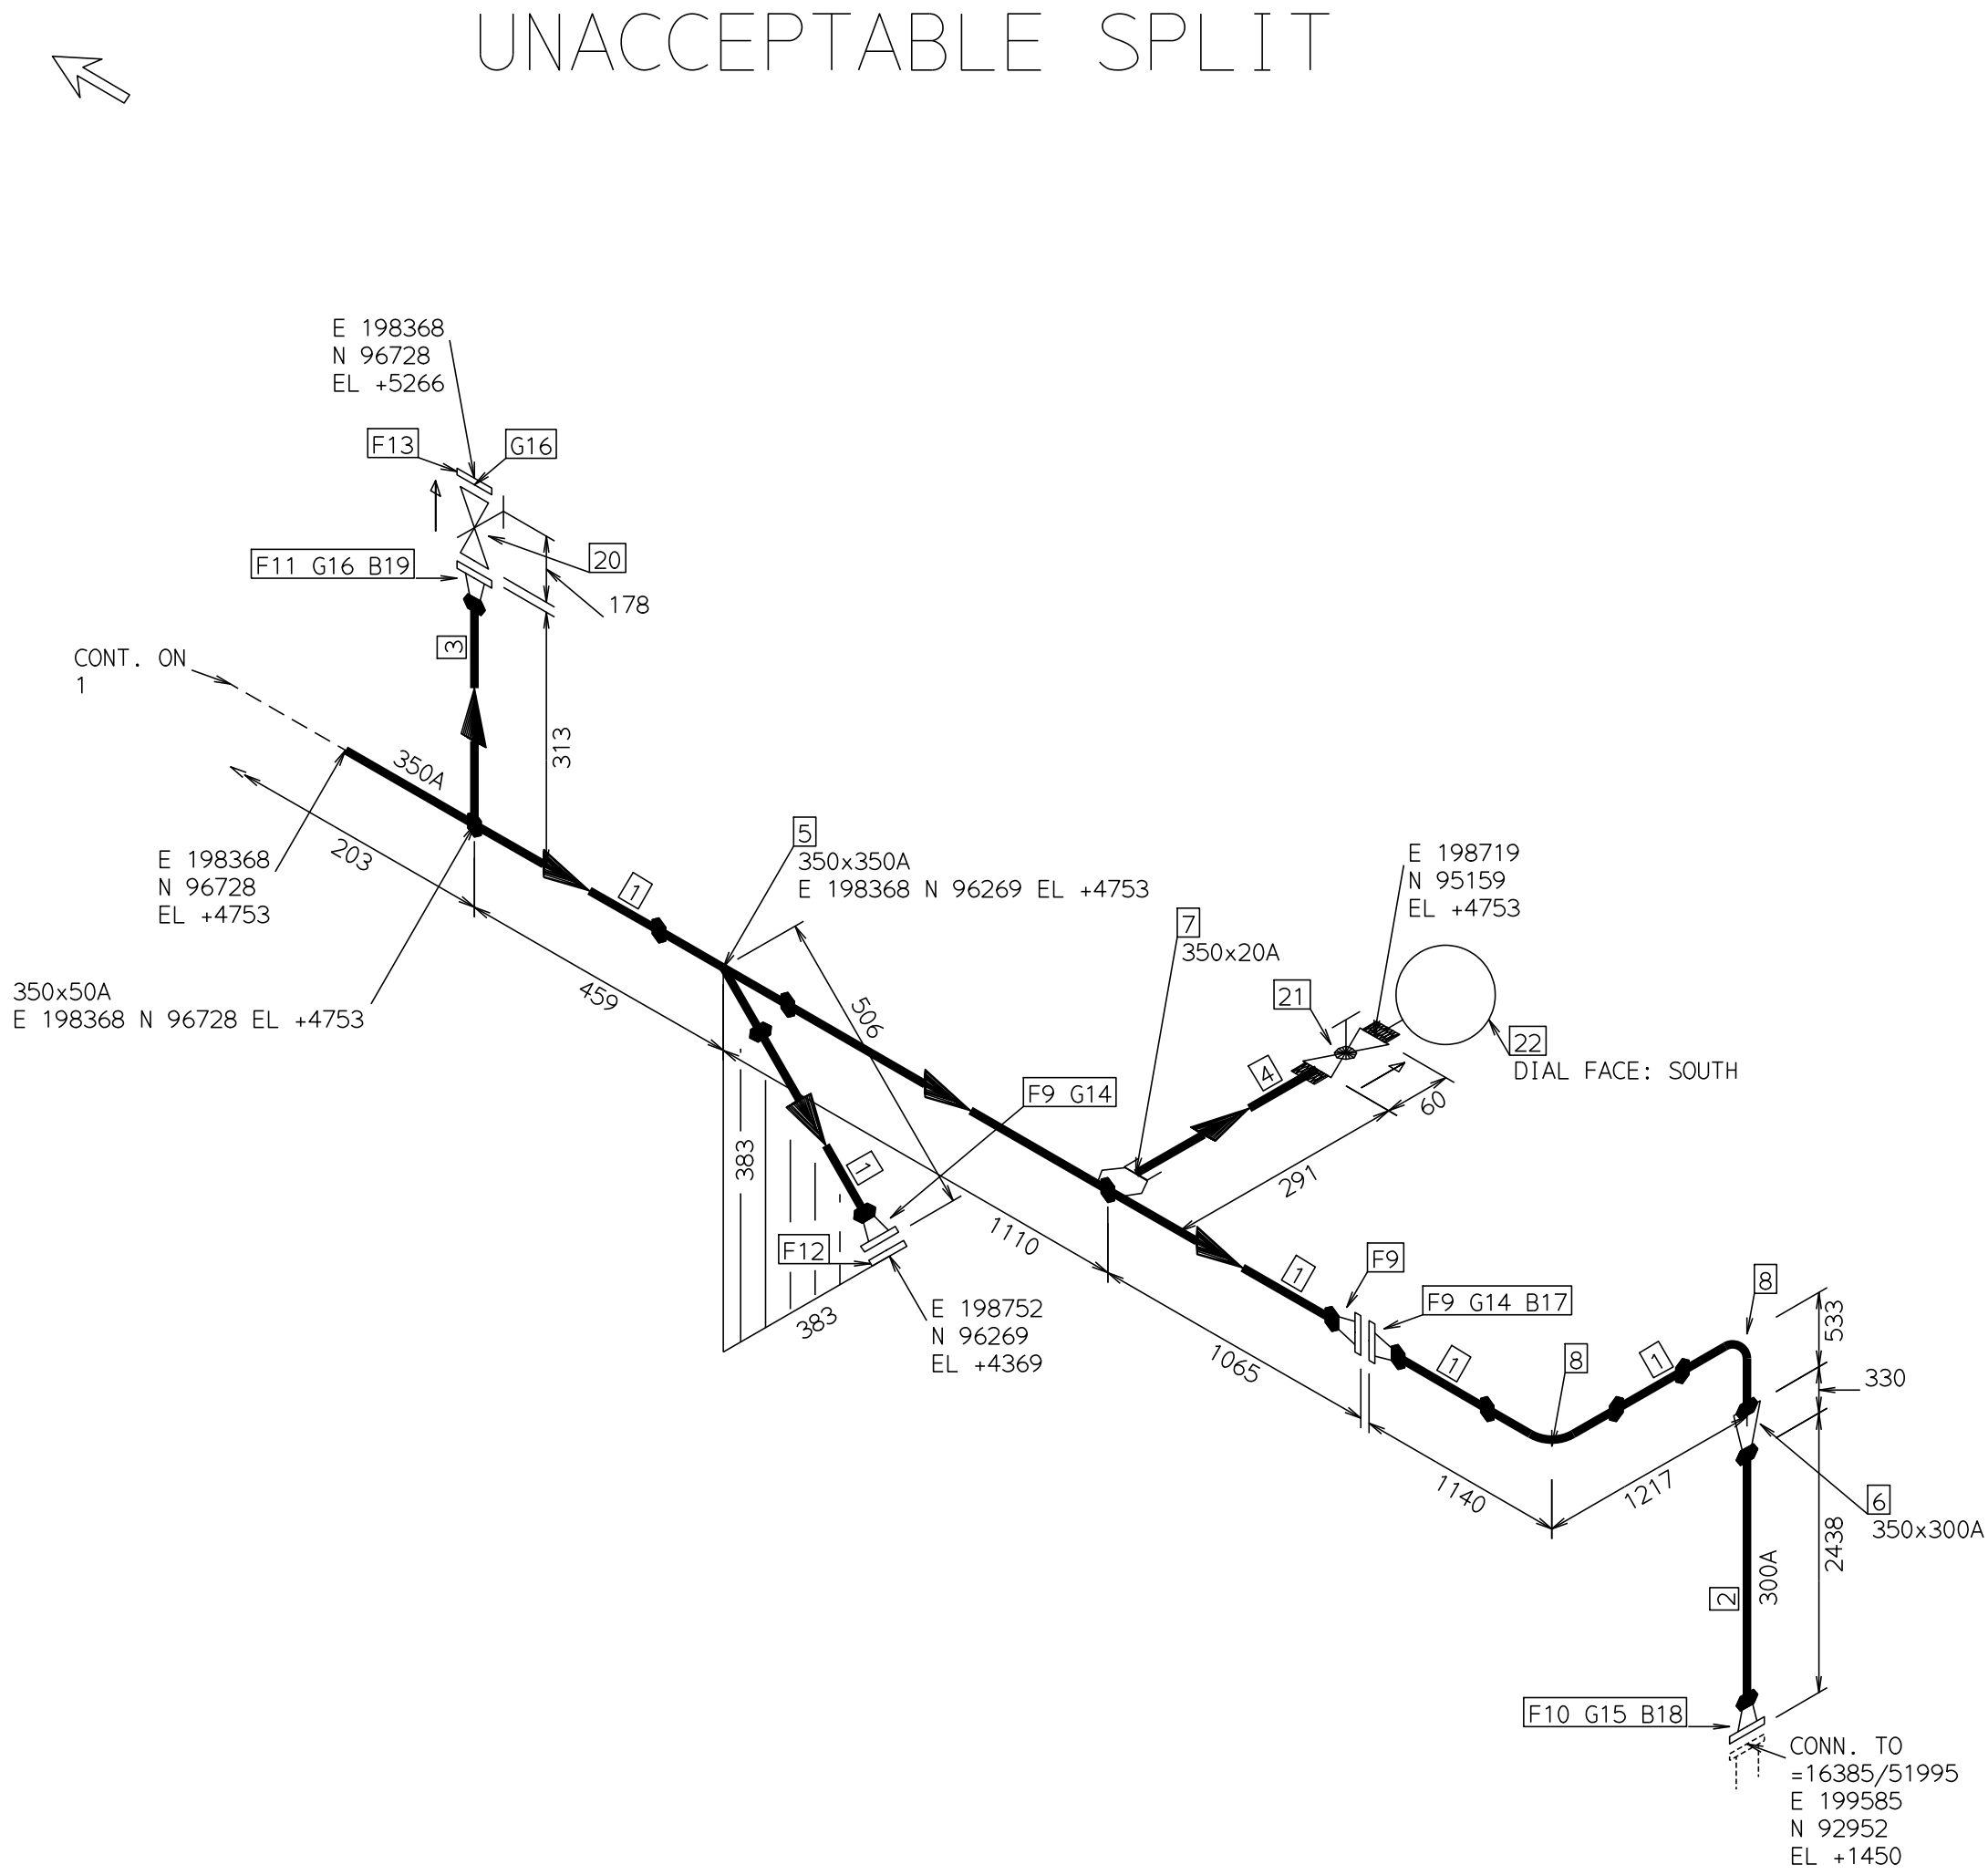 UNACCEPTABLE SPLIT
E 198368
N 96728
EL +5266
F13
G16
F11 G16 B19
20
178
3
CONT. ON
1
313
350A
203
E 198368
N 96728
EL +4753
350x50A
E 198368 N 96728 EL +4753
1
459
5
350x350A
E 198368 N 96269 EL +4753
506
7
350x20A
E 198719
N 95159
EL +4753
21
22
DIAL FACE: SOUTH
4
60
291
F9 G14
383
1
F12
383
E 198752
N 96269
EL +4369
1110
1
F9
F9 G14 B17
1065
1
8
1
8
533
330
1140
1217
6
350x300A
2438
300A
2
F10 G15 B18
CONN. TO
=16385/51995
E 199585
N 92952
EL +1450